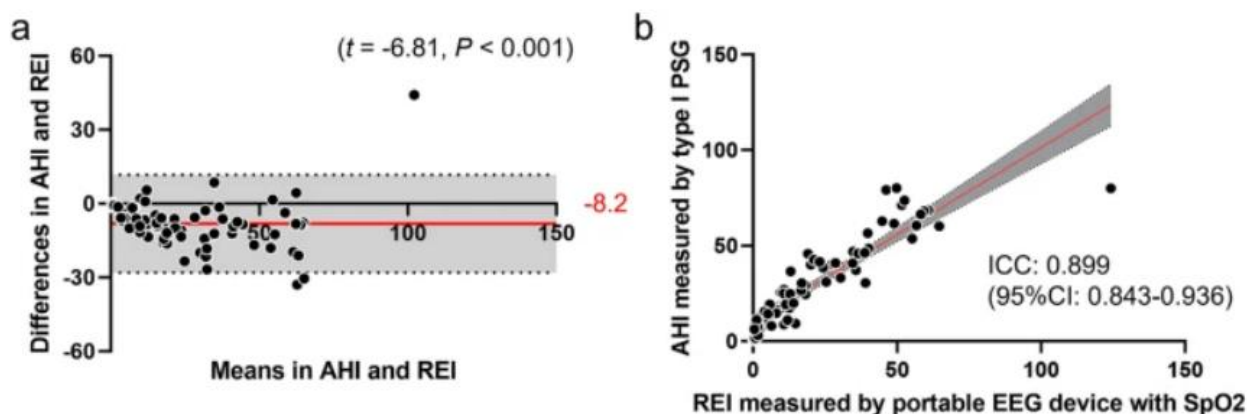 a
(t = -6.81, P < 0.001)
Differences in AHI and REI
60
30
0
-30
-60
50
100
150
-8.2
Means in AHI and REI
b
AHI measured by type I PSG
150
100
50
0
0
50
100
150
ICC: 0.899
(95%CI: 0.843-0.936)
REI measured by portable EEG device with SpO2